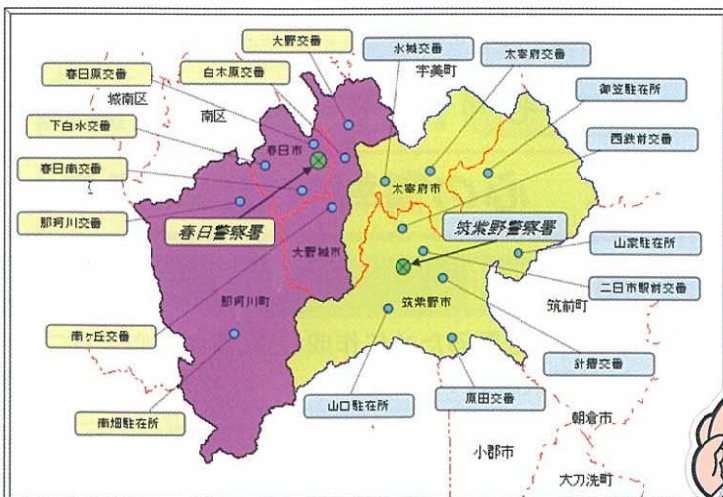 大野交番
水城交番
太宰府交番
春日原交番
白木原交番
宇美町
御笠駐在所
城南区
南区
下白水交番
春日市
西鉄前交番
春日南交番
太宰府市
那珂川交番
春日警察署
筑紫野警察署
山家駐在所
大野城市
二日市駅前交番
那珂川町
筑紫野市
筑前町
南ヶ丘交番
針摺交番
南畑駐在所
山口駐在所
原田交番
朝倉市
小郡市
大刀洗町